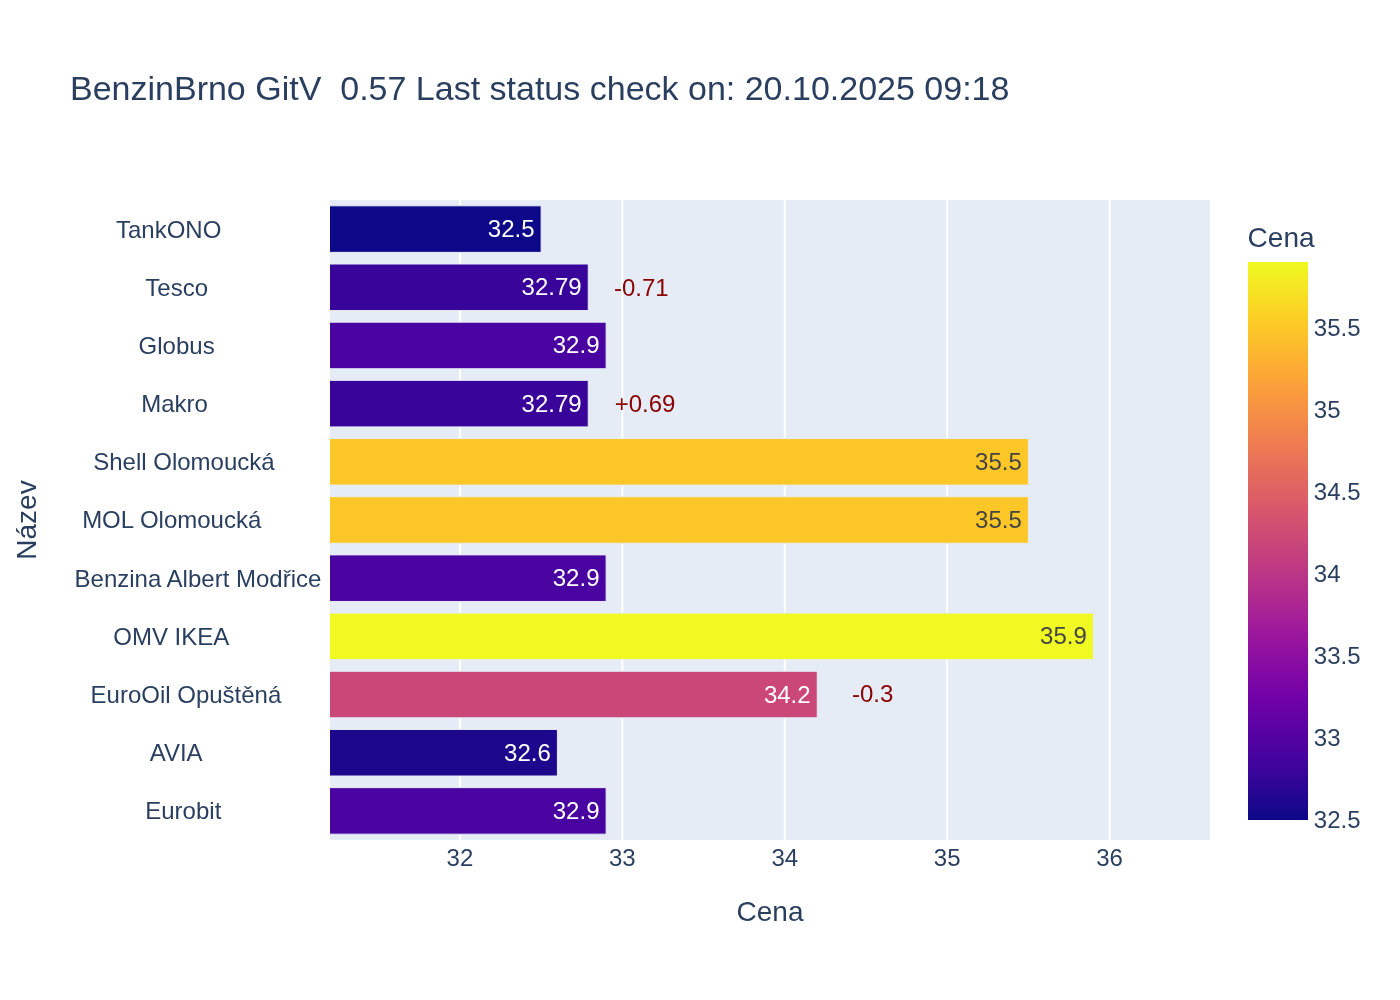 BenzinBrno GitV  0.57 Last status check on: 20.10.2025 09:18
TankONO 32.5
Tesco 32.79 -0.71
Globus 32.9
Makro 32.79 +0.69
Shell Olomoucká 35.5
MOL Olomoucká 35.5
Benzina Albert Modřice 32.9
OMV IKEA 35.9
EuroOil Opuštěná 34.2 -0.3
AVIA 32.6
Eurobit 32.9
Název
32 33 34 35 36
Cena
Cena
35.5
35
34.5
34
33.5
33
32.5